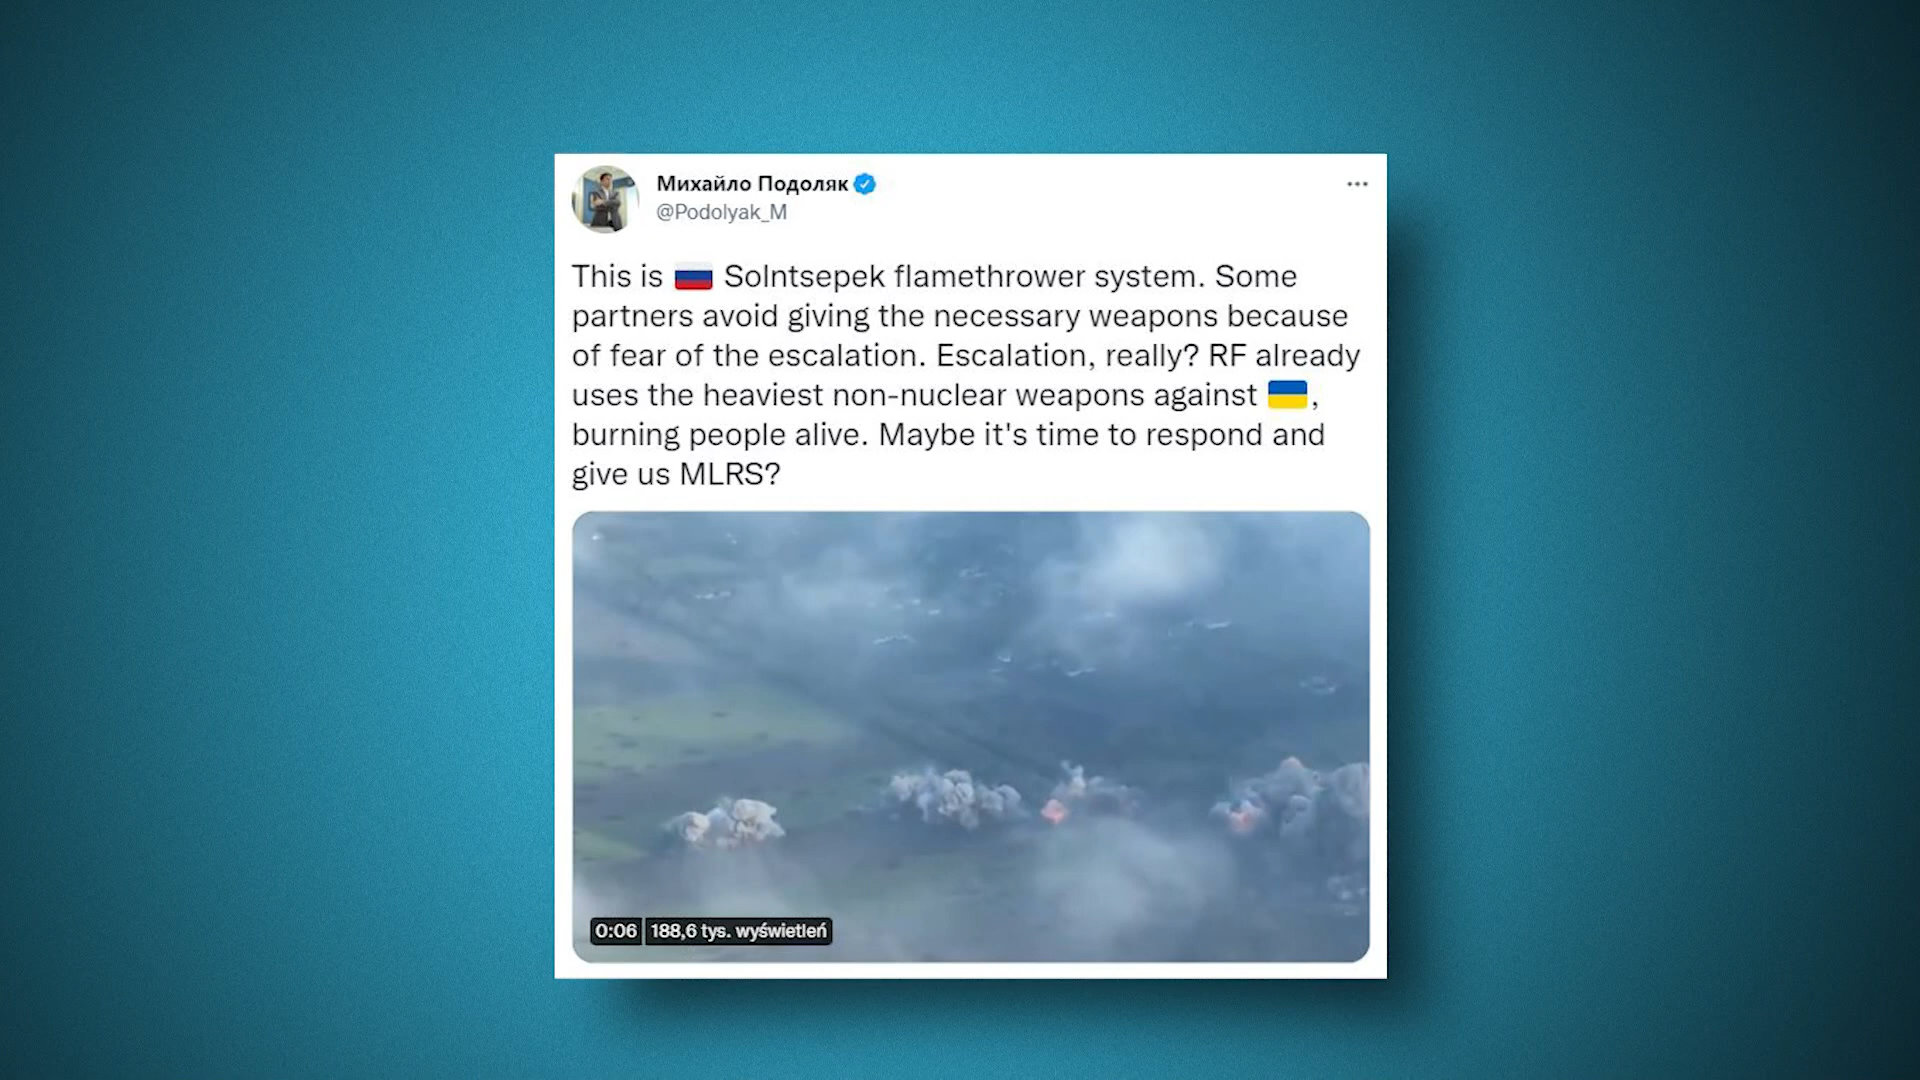 Михайло Подоляк
@Podolyak_M
This is 🇷🇺 Solntsepek flamethrower system. Some
partners avoid giving the necessary weapons because
of fear of the escalation. Escalation, really? RF already
uses the heaviest non-nuclear weapons against 🇺🇦,
burning people alive. Maybe it's time to respond and
give us MLRS?
0:06 188,6 tys. wyświetleń